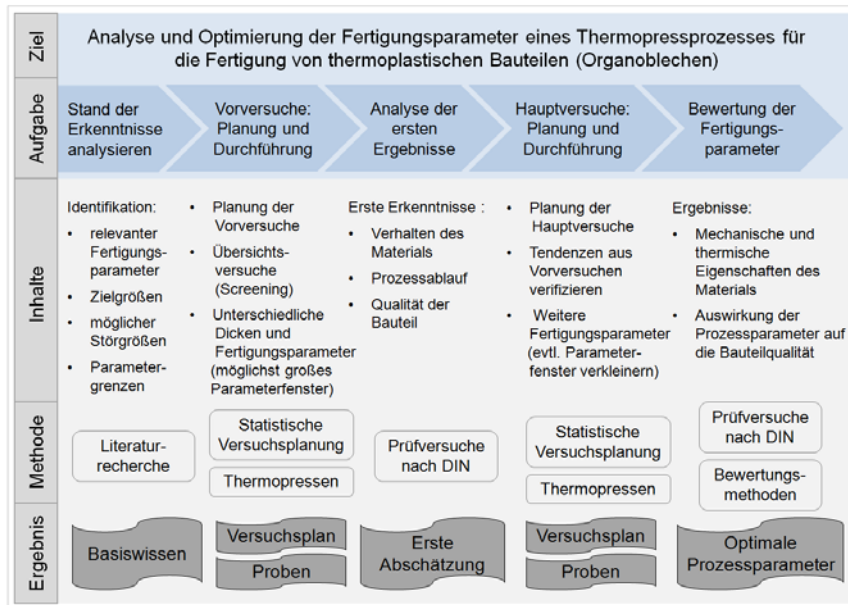 Ziel
Analyse und Optimierung der Fertigungsparameter eines Thermopressprozesses für
die Fertigung von thermoplastischen Bauteilen (Organoblechen)
Aufgabe
Stand der
Erkenntnisse
analysieren
Vorversuche:
Planung und
Durchführung
Analyse der
ersten
Ergebnisse
Hauptversuche:
Planung und
Durchführung
Bewertung der
Fertigungs-
parameter
Inhalte
Identifikation:
• relevanter
Fertigungs-
parameter
• Zielgrößen
• möglicher
Störgrößen
• Parameter-
grenzen
• Planung der
Vorversuche
• Übersichts-
versuche
(Screening)
• Unterschiedliche
Dicken und
Fertigungsparameter
(möglichst großes
Parameterfenster)
Erste Erkenntnisse :
• Verhalten des
Materials
• Prozessablauf
• Qualität der
Bauteil
• Planung der
Hauptversuche
• Tendenzen aus
Vorversuchen
verifizieren
• Weitere
Fertigungsparameter
(evtl. Parameter-
fenster verkleinern)
Ergebnisse:
• Mechanische und
thermische
Eigenschaften des
Materials
• Auswirkung der
Prozessparameter auf
die Bauteilqualität
Methode
Literatur-
recherche
Statistische
Versuchsplanung
Thermopressen
Prüfversuche
nach DIN
Statistische
Versuchsplanung
Thermopressen
Prüfversuche
nach DIN
Bewertungs-
methoden
Ergebnis
Basiswissen
Versuchsplan
Proben
Erste
Abschätzung
Versuchsplan
Proben
Optimale
Prozessparameter